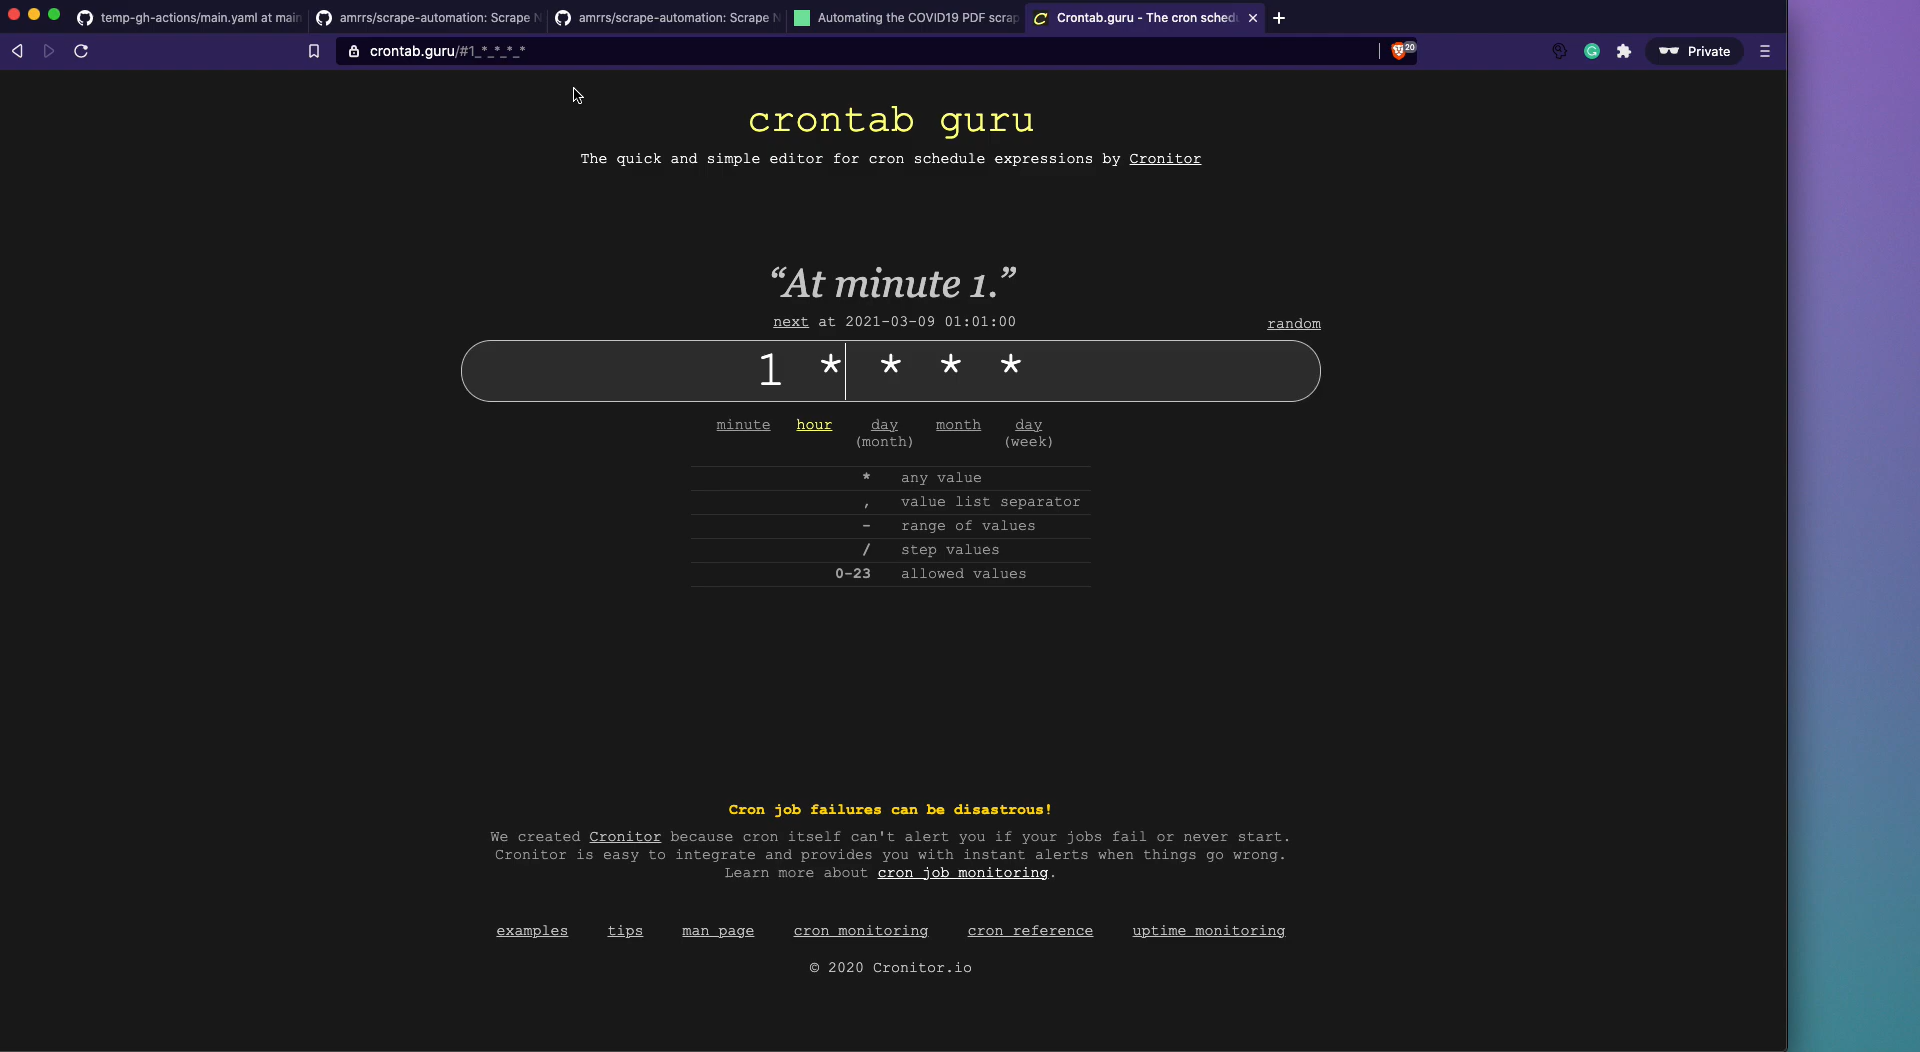 temp-gh-actions/main.yaml at main
amrrs/scrape-automation: Scrape N
amrrs/scrape-automation: Scrape N
Automating the COVID19 PDF scrap
Crontab.guru - The cron schedu
crontab.guru/#1_*_*_*_*
20
Private
crontab guru
The quick and simple editor for cron schedule expressions by Cronitor
“At minute 1.”
next at 2021-03-09 01:01:00
random
1 * * * *
minute hour day (month) month day (week)
* any value
, value list separator
- range of values
/ step values
0-23 allowed values
Cron job failures can be disastrous!
We created Cronitor because cron itself can't alert you if your jobs fail or never start.
Cronitor is easy to integrate and provides you with instant alerts when things go wrong.
Learn more about cron job monitoring.
examples tips man page cron monitoring cron reference uptime monitoring
© 2020 Cronitor.io